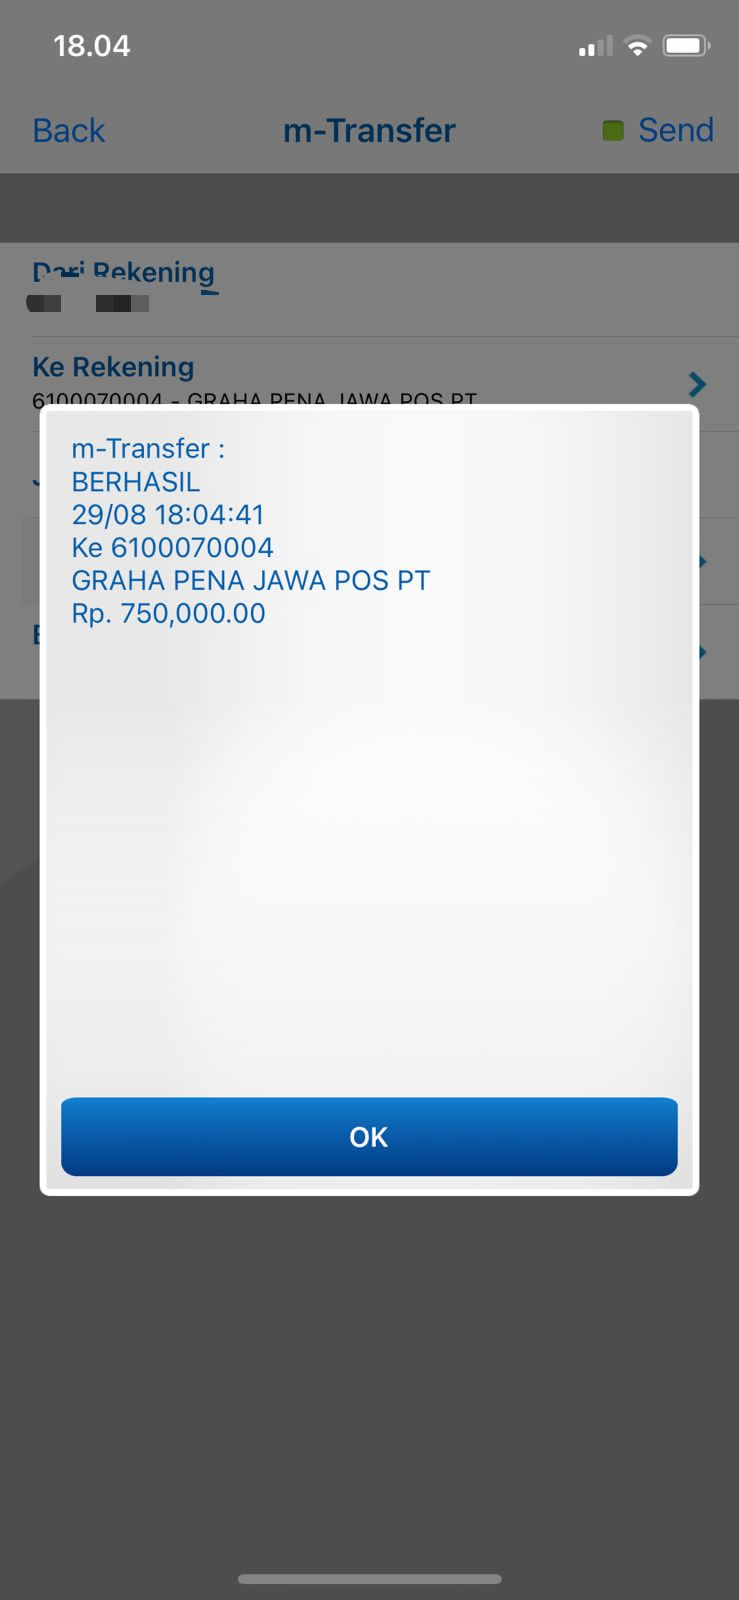 18.04
Back
m-Transfer
Send
Dari Rekening
Ke Rekening
6100070004 - GRAHA PENA JAWA POS PT
m-Transfer :
BERHASIL
29/08 18:04:41
Ke 6100070004
GRAHA PENA JAWA POS PT
Rp. 750,000.00
OK